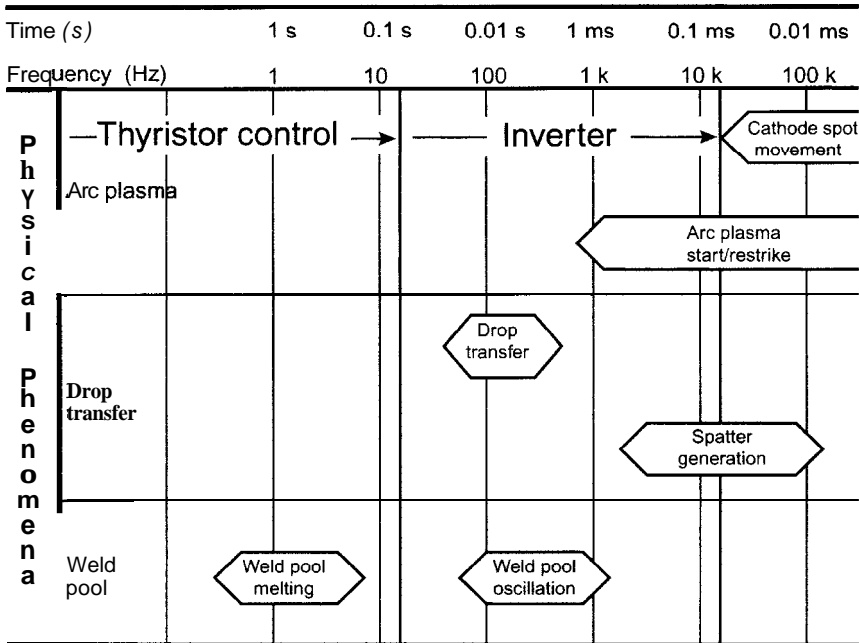 Time (s) 1 s 0.1 s 0.01 s 1 ms 0.1 ms 0.01 ms
Frequency (Hz) 1 10 100 1 k 10 k 100 k
Physical Phenomena
Thyristor control
Inverter
Cathode spot
movement
Arc plasma
Arc plasma
start/restrike
Drop
transfer
Drop
transfer
Spatter
generation
Weld
pool
Weld pool
melting
Weld pool
oscillation